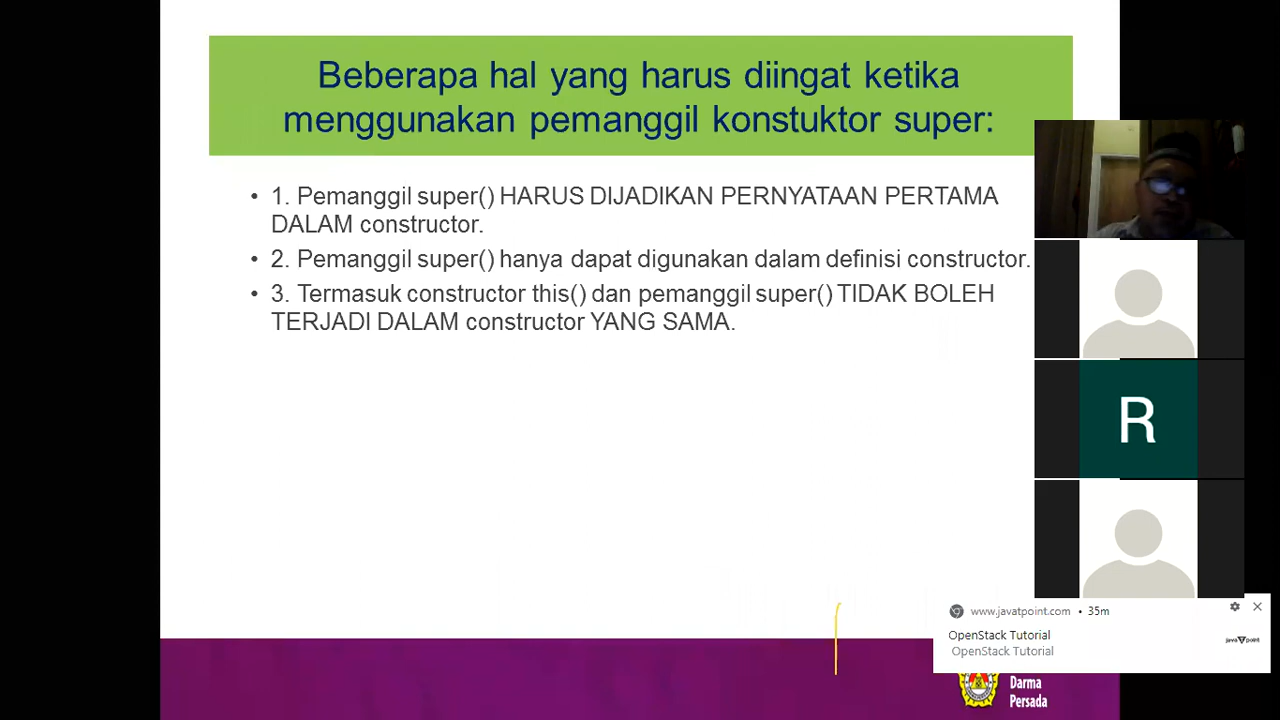 Beberapa hal yang harus diingat ketika
menggunakan pemanggil konstuktor super:
• 1. Pemanggil super() HARUS DIJADIKAN PERNYATAAN PERTAMA
DALAM constructor.
• 2. Pemanggil super() hanya dapat digunakan dalam definisi constructor.
• 3. Termasuk constructor this() dan pemanggil super() TIDAK BOLEH
TERJADI DALAM constructor YANG SAMA.
R
www.javatpoint.com • 35m
OpenStack Tutorial
OpenStack Tutorial
java point
Darma
Persada